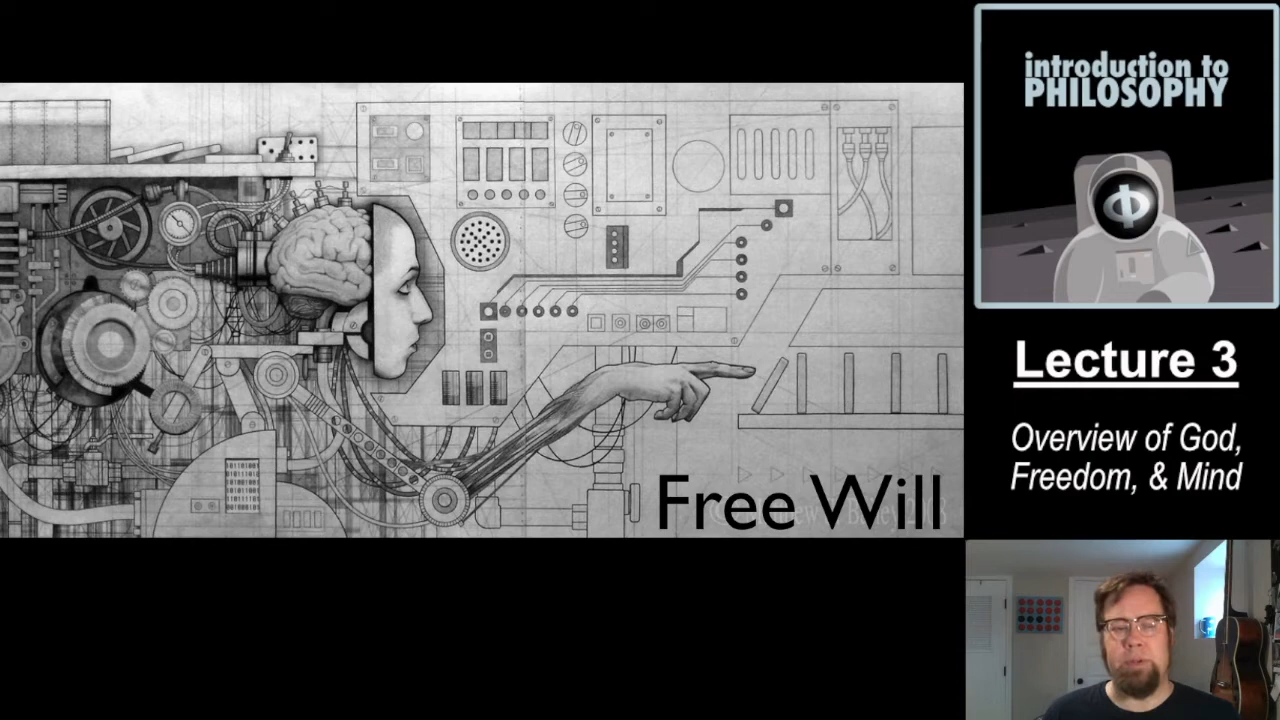 introduction to
PHILOSOPHY
Lecture 3
Overview of God,
Freedom, & Mind
Free Will